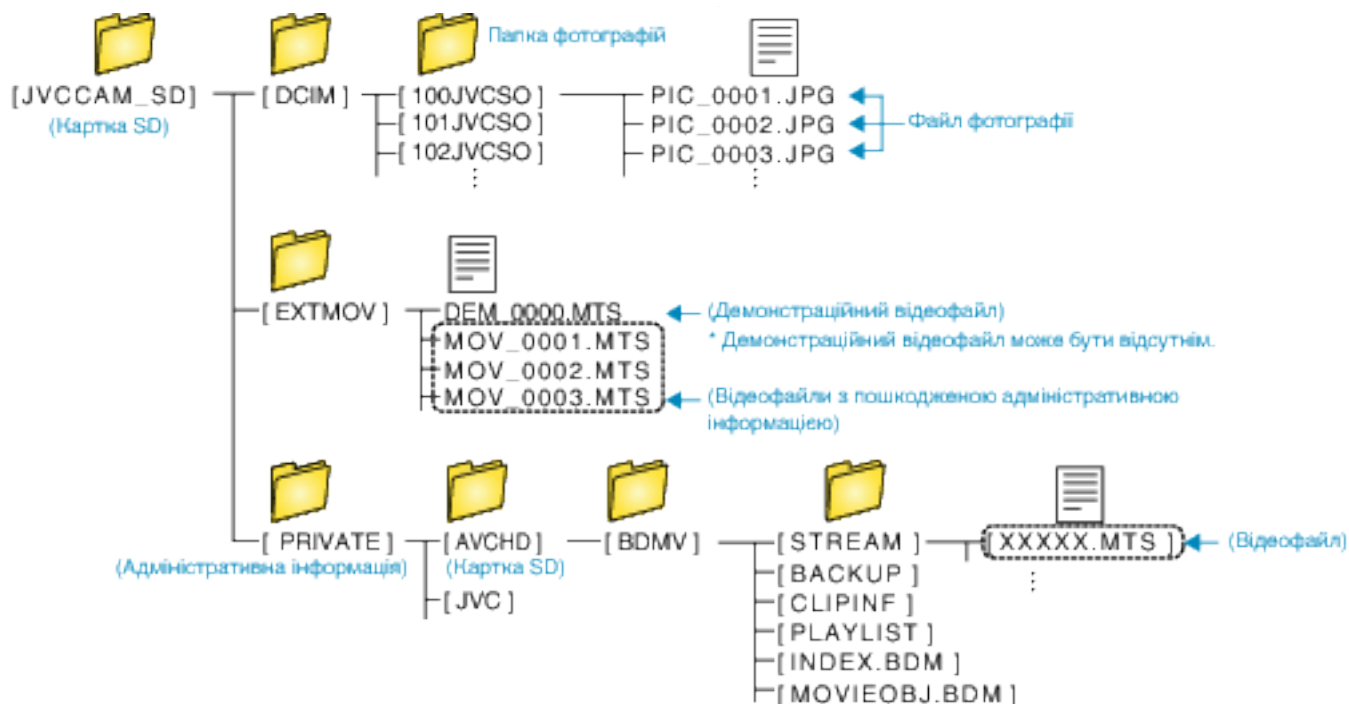 Папка фотографій
[JVCCAM_SD] [DCIM] [100JVCSO] PIC_0001.JPG
(Картка SD) [101JVCSO] PIC_0002.JPG Файл фотографії
[102JVCSO] PIC_0003.JPG
[EXTMOV] DEM_0000.MTS (Демонстраційний відеофайл)
MOV_0001.MTS * Демонстраційний відеофайл може бути відсутнім.
MOV_0002.MTS
MOV_0003.MTS (Відеофайли з пошкодженою адміністративною
інформацією)
[PRIVATE] [AVCHD] [BDMV] [STREAM] [XXXXX.MTS] (Відеофайл)
(Адміністративна інформація) (Картка SD) [BACKUP]
[JVC] [CLIPINF]
[PLAYLIST]
[INDEX.BDM]
[MOVIEOBJ.BDM]